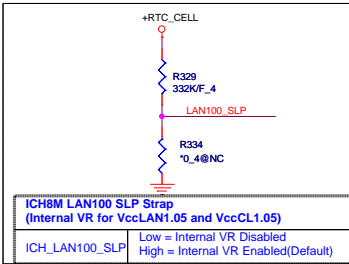 +RTC_CELL
R329
332K/F_4
LAN100_SLP
R334
*0_4@NC
ICH8M LAN100 SLP Strap
(Internal VR for VccLAN1.05 and VccCL1.05)
ICH_LAN100_SLP
Low = Internal VR Disabled
High = Internal VR Enabled(Default)